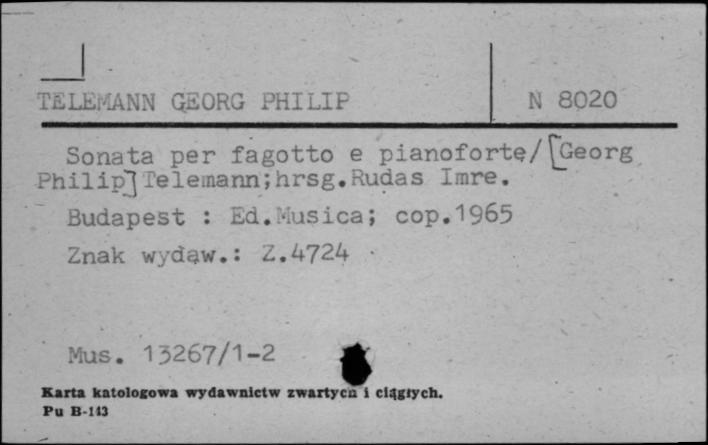 TELEMANN GEORG PHILIP
N 8020
Sonata per fagotto e pianoforte/[Georg
Philip]Telemann;hrsg.Rudas Imre.
Budapest : Ed.Musica; cop.1965
Znak wydaw.: Z.4724
Mus. 13267/1-2
Karta katologowa wydawnictw zwartych i ciągłych.
Pu B-143